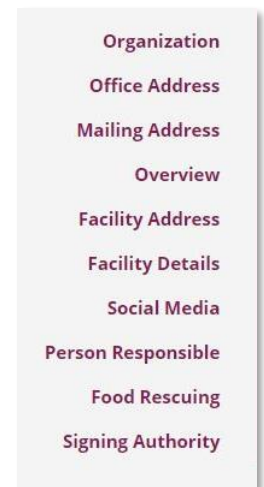 Organization
Office Address
Mailing Address
Overview
Facility Address
Facility Details
Social Media
Person Responsible
Food Rescuing
Signing Authority